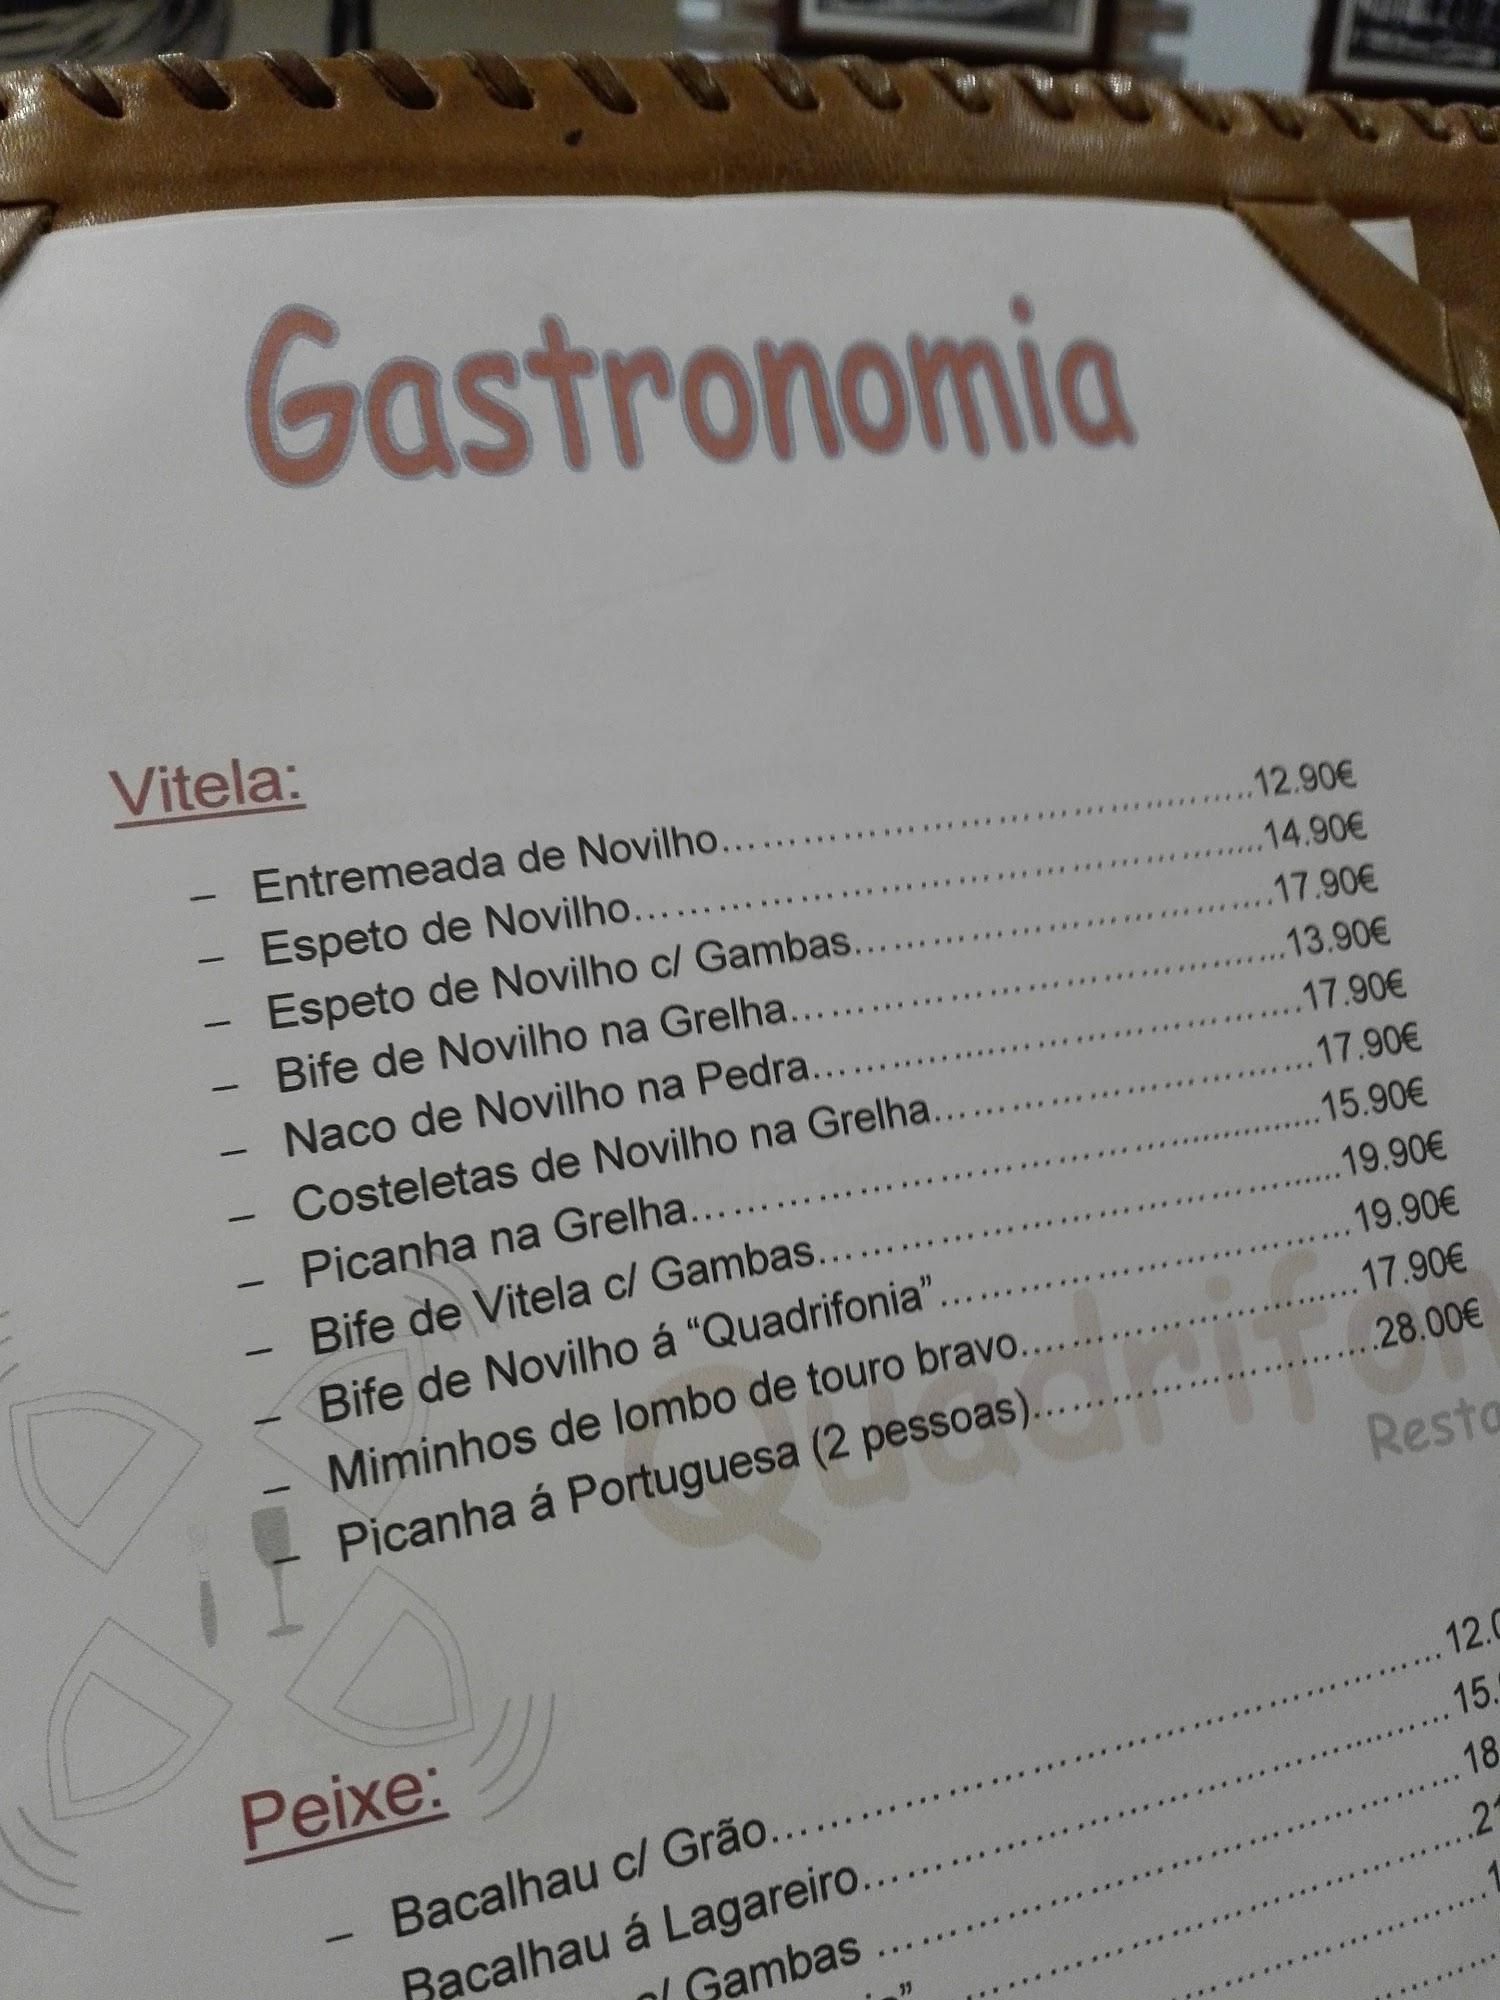 Gastronomia
Vitela:
– Entremeada de Novilho..........12.90€
– Espeto de Novilho..........14.90€
– Espeto de Novilho c/ Gambas..........17.90€
– Bife de Novilho na Grelha..........13.90€
– Naco de Novilho na Pedra..........17.90€
– Costeletas de Novilho na Grelha..........17.90€
– Picanha na Grelha..........15.90€
– Bife de Vitela c/ Gambas..........19.90€
– Bife de Novilho á “Quadrifonia”..........19.90€
– Miminhos de lombo de touro bravo..........17.90€
– Picanha á Portuguesa (2 pessoas)..........28.00€
Peixe:
– Bacalhau c/ Grão..........12.
Bacalhau á Lagareiro..........15.
c/ Gambas..........18